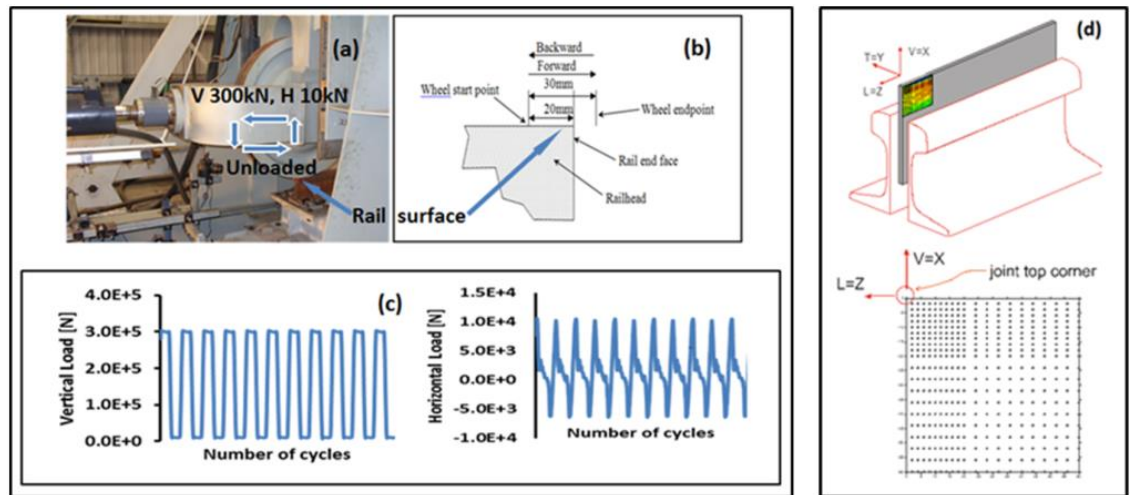 (a)
V 300kN, H 10kN
Unloaded
Rail surface
(b)
Backward
Forward
30mm
Wheel start point
Wheel endpoint
20mm
Rail end face
Railhead
(c)
Vertical Load [N]
4.0E+5
3.0E+5
2.0E+5
1.0E+5
0.0E+0
Number of cycles
Horizontal Load [N]
1.5E+4
1.0E+4
5.0E+3
0.0E+0
-5.0E+3
-1.0E+4
Number of cycles
(d)
V=X
T=Y
L=Z
V=X
L=Z
joint top corner